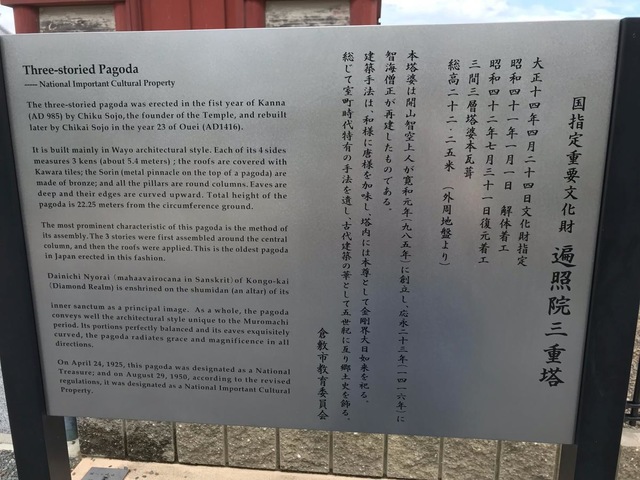 Three-storied Pagoda
— National Important Cultural Property
The three-storied pagoda was erected in the fist year of Kanna
(AD 985) by Chiku Sojo, the founder of the Temple, and rebuilt
later by Chikai Sojo in the year 23 of Ouei (AD1416).
It is built mainly in Wayo architectural style. Each of its 4 sides
measures 3 kens (about 5.4 meters) ; the roofs are covered with
Kawara tiles; the Sorin (metal pinnacle on the top of a pagoda) are
made of bronze; and all the pillars are round columns. Eaves are
deep and their edges are curved upward. Total height of the
pagoda is 22.25 meters from the circumference ground.
The most prominent characteristic of this pagoda is the method of
its assembly. The 3 stories were first assembled around the central
column, and then the roofs were applied. This is the oldest pagoda
in Japan erected in this fashion.
Dainichi Nyorai (mahaavairocana in Sanskrit) of Kongo-kai
(Diamond Realm) is enshrined on the shumidan (an altar) of its
inner sanctum as a principal image. As a whole, the pagoda
conveys well the architectural style unique to the Muromachi
period. Its portions perfectly balanced and its eaves exquisitely
curved, the pagoda radiates grace and magnificence in all
directions.
On April 24, 1925, this pagoda was designated as a National
Treasure; and on August 29, 1950, according to the revised
regulations, it was designated as a National Important Cultural
Property.
国指定重要文化財 遍照院三重塔
大正十四年四月二十四日文化財指定
昭和四十一年一月一日 解体着工
昭和四十二年七月三十一日復元着工
三間三層塔婆本瓦葺
総高二十二・二五米 (外周地盤より)
本塔婆は開山智空上人が寛和元年(九八五年)に創立し、応永二十三年(一四一六年)に
智海僧正が再建したものである。
建築手法は、和様に唐様を加味し、塔内には本尊として金剛界大日如来を祀る。
総じて室町時代特有の手法を遺し、古代建築の華として五世紀に亙り郷土史を飾る。
倉敷市教育委員会